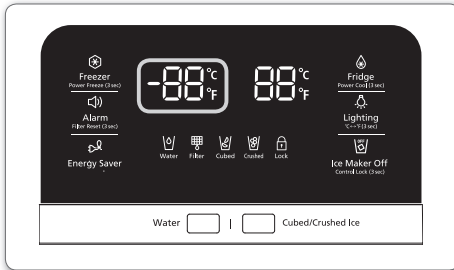 Freezer
Power Freeze (3 sec)
Alarm
Filter Reset (3 sec)
Energy Saver
-88 °C
°F
88 °C
°F
Water Filter Cubed Crushed Lock
Fridge
Power Cool (3 sec)
Lighting
°C↔°F (3 sec)
OFF
Ice Maker Off
Control Lock (3 sec)
Water | Cubed/Crushed Ice